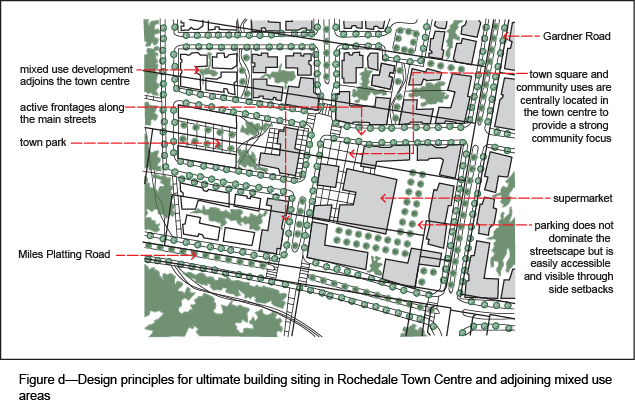 Gardner Road
mixed use development
adjoins the town centre
town square and
community uses are
centrally located in
the town centre to
provide a strong
community focus
active frontages along
the main streets
town park
supermarket
parking does not
dominate the
streetscape but is
easily accessible
and visible through
side setbacks
Miles Platting Road
Figure d—Design principles for ultimate building siting in Rochedale Town Centre and adjoining mixed use
areas